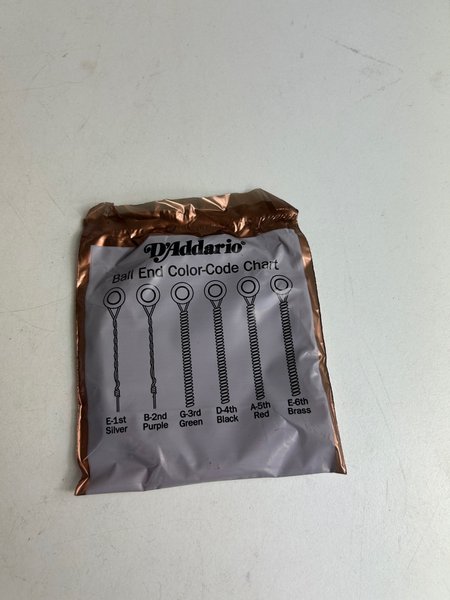 D'Addario®
Ball End Color-Code Chart
E-1st B-2nd G-3rd D-4th A-5th E-6th
Silver Purple Green Black Red Brass